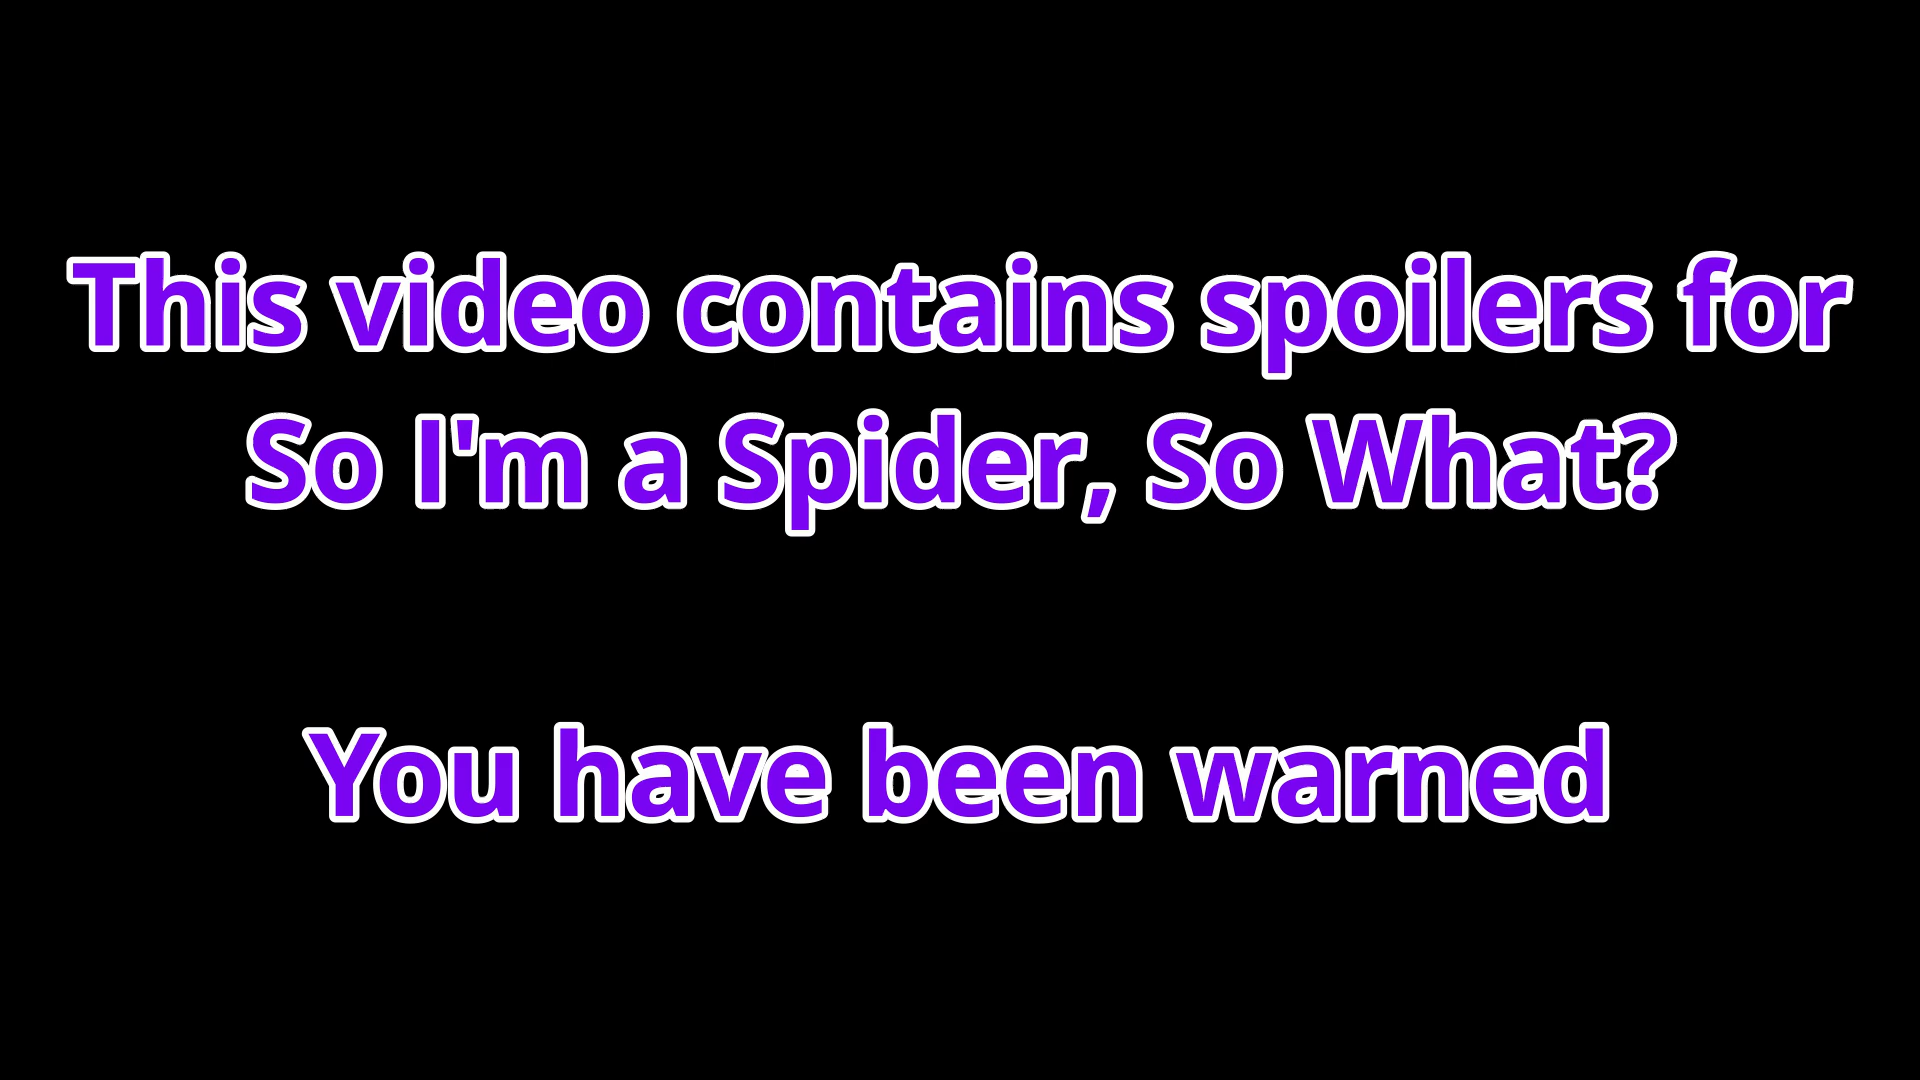 This video contains spoilers for
So I'm a Spider, So What?
You have been warned